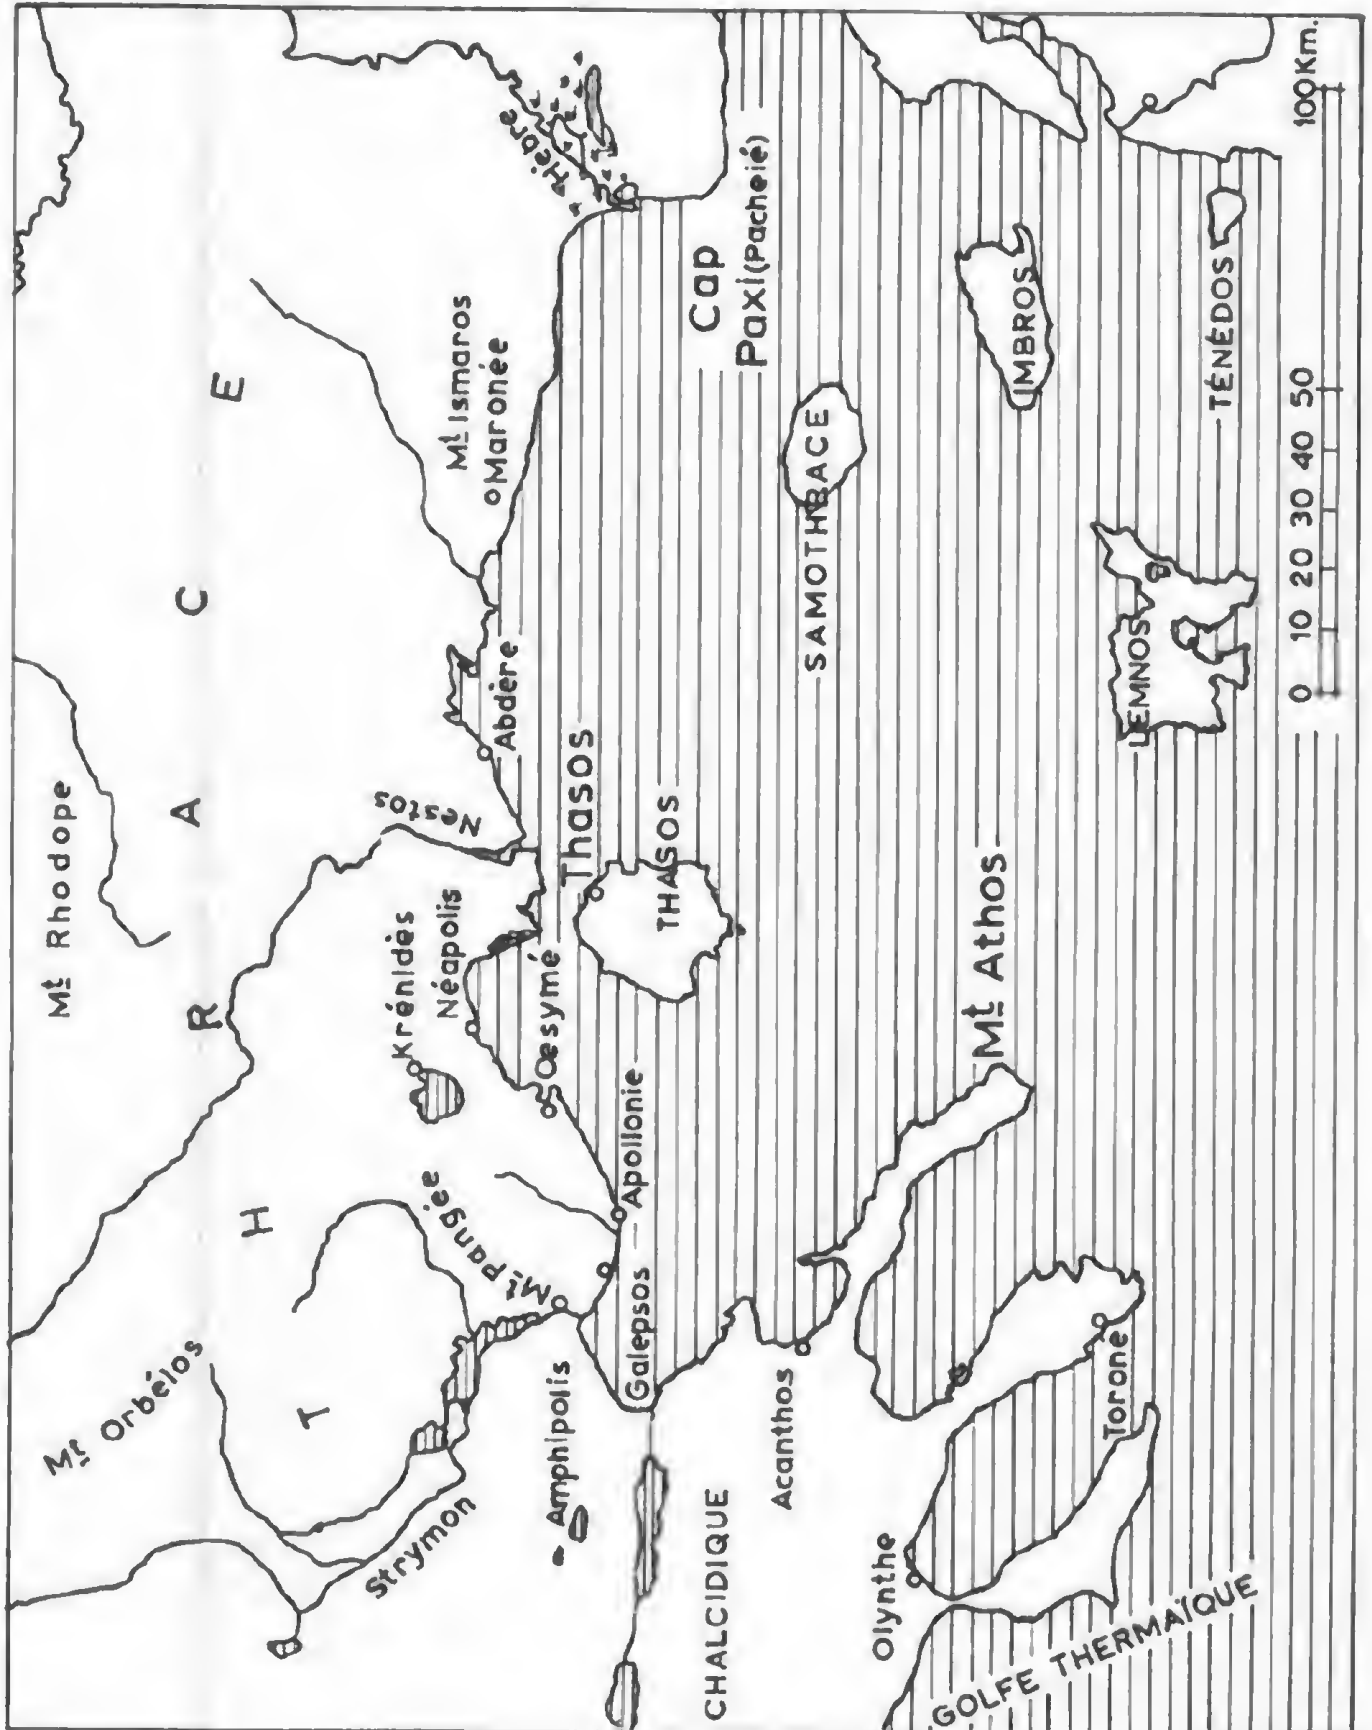 Mt Rhodope
Mt Orbélos
T H R A C E
Hèbre
Mt Ismaros
Maronée
Nestos
Abdère
Krénidès
Néapolis
Œsymé
Mt Pangée
Strymon
Amphipolis
Galepsos
Apollonie
Thasos
THASOS
Cap
Paxi (Pacheié)
SAMOTHRACE
IMBROS
TÉNÉDOS
LEMNOS
Mt Athos
CHALCIDIQUE
Acanthos
Olynthe
Toroné
GOLFE THERMAÏQUE
0 10 20 30 40 50 100Km.